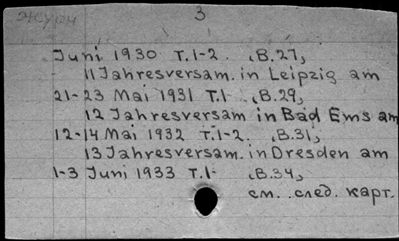 3
Juni 1930 T.1-2. (B.27),
11 Jahresversam. in Leipzig am
21-23 Mai 1931 T.1- (B.29),
12 Jahresversam in Bad Ems am
12-14 Mai 1932 T.1-2. (B.31),
13 Jahresversam. in Dresden am
1-3 Juni 1933 T.1- (B.34),
см. след. карт.